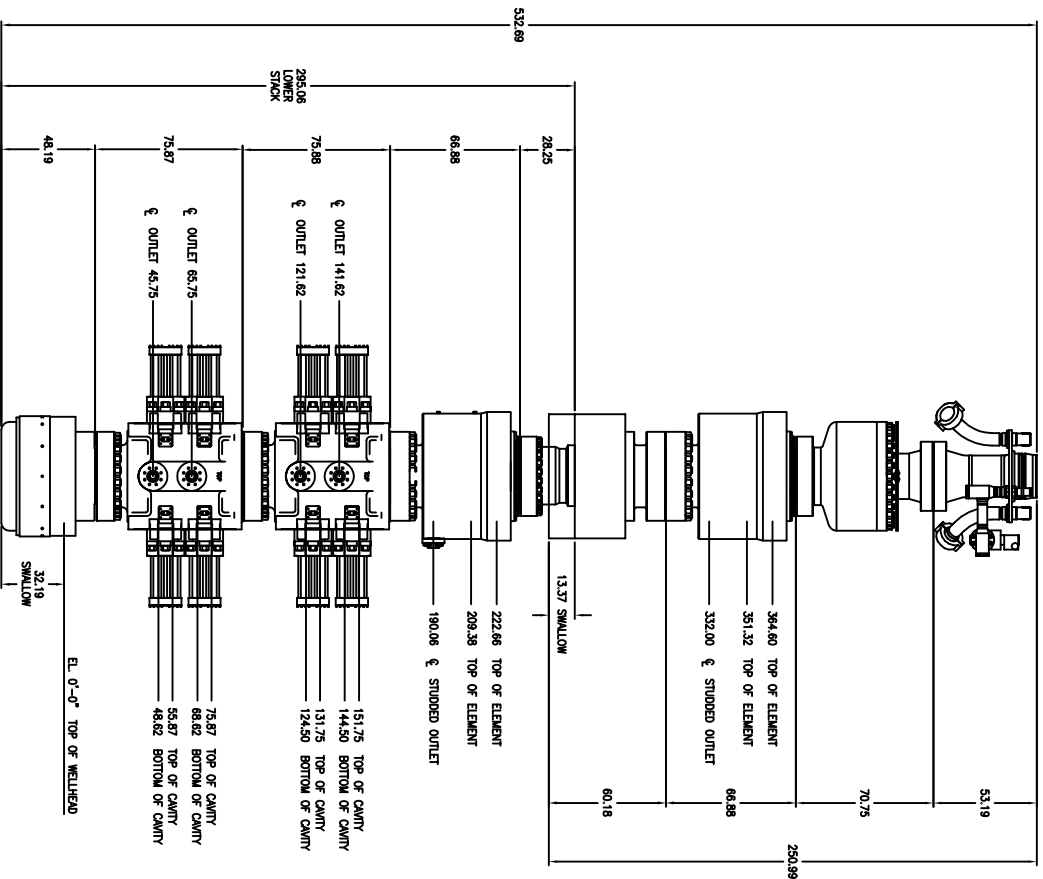 532.69
295.06
LOWER
STACK
28.25
66.88
75.88
75.87
48.19
℄ OUTLET 141.62
℄ OUTLET 121.62
℄ OUTLET 65.75
℄ OUTLET 45.75
TOP
TOP
53.19
70.75
66.88
60.18
250.99
364.60 TOP OF ELEMENT
351.32 TOP OF ELEMENT
332.00 ℄ STUDDED OUTLET
13.37 SWALLOW
222.66 TOP OF ELEMENT
209.38 TOP OF ELEMENT
190.06 ℄ STUDDED OUTLET
151.75 TOP OF CAVITY
144.50 BOTTOM OF CAVITY
131.75 TOP OF CAVITY
124.50 BOTTOM OF CAVITY
75.87 TOP OF CAVITY
68.62 BOTTOM OF CAVITY
55.87 TOP OF CAVITY
48.62 BOTTOM OF CAVITY
32.19
SWALLOW
EL. 0'-0" TOP OF WELLHEAD